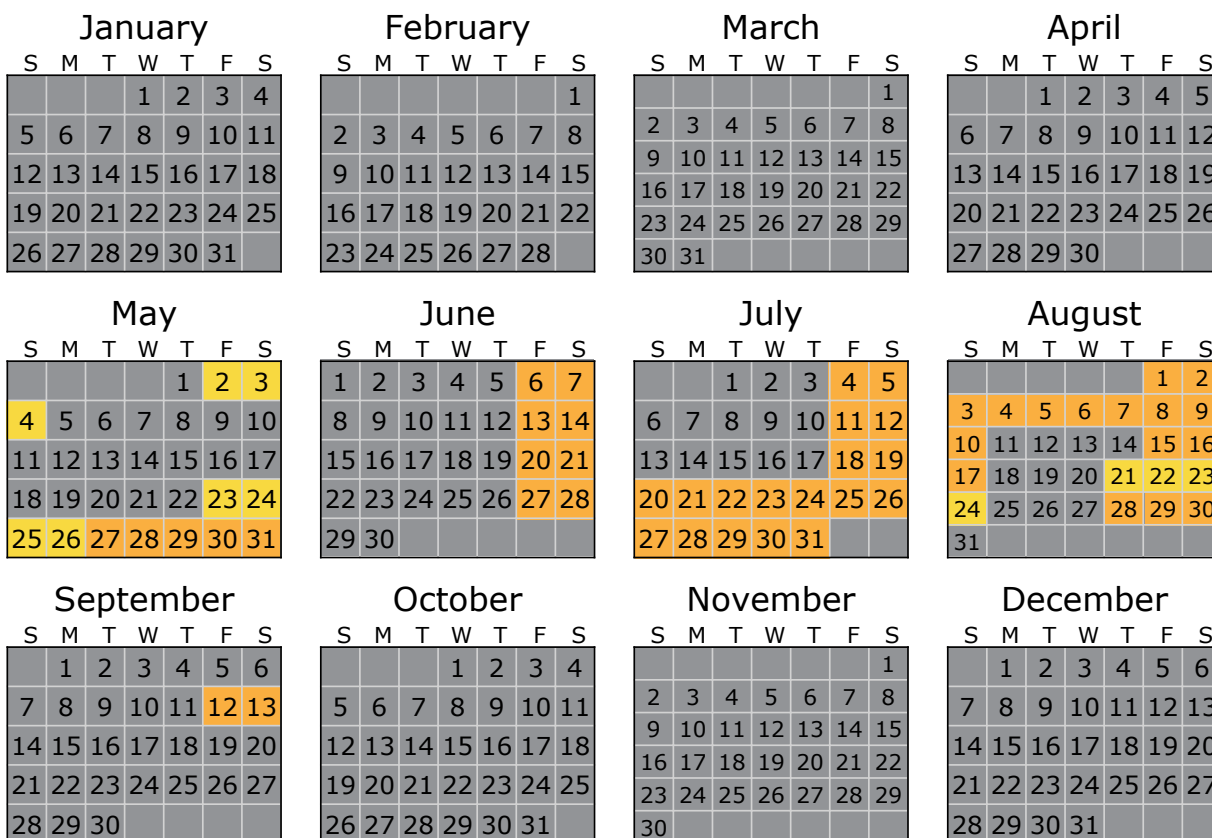 January February March April
S M T W T F S S M T W T F S S M T W T F S S M T W T F S
1 2 3 4 1 1 1 2 3 4 5
5 6 7 8 9 10 11 2 3 4 5 6 7 8 2 3 4 5 6 7 8 6 7 8 9 10 11 12
12 13 14 15 16 17 18 9 10 11 12 13 14 15 9 10 11 12 13 14 15 13 14 15 16 17 18 19
19 20 21 22 23 24 25 16 17 18 19 20 21 22 16 17 18 19 20 21 22 20 21 22 23 24 25 26
26 27 28 29 30 31 23 24 25 26 27 28 23 24 25 26 27 28 29 27 28 29 30
30 31
May June July August
S M T W T F S S M T W T F S S M T W T F S S M T W T F S
1 2 3 1 2 3 4 5 6 7 1 2 3 4 5 1 2
4 5 6 7 8 9 10 8 9 10 11 12 13 14 6 7 8 9 10 11 12 3 4 5 6 7 8 9
11 12 13 14 15 16 17 15 16 17 18 19 20 21 13 14 15 16 17 18 19 10 11 12 13 14 15 16
18 19 20 21 22 23 24 22 23 24 25 26 27 28 20 21 22 23 24 25 26 17 18 19 20 21 22 23
25 26 27 28 29 30 31 29 30 27 28 29 30 31 24 25 26 27 28 29 30
31
September October November December
S M T W T F S S M T W T F S S M T W T F S S M T W T F S
1 2 3 4 5 6 1 2 3 4 1 1 2 3 4 5 6
7 8 9 10 11 12 13 5 6 7 8 9 10 11 2 3 4 5 6 7 8 7 8 9 10 11 12 13
14 15 16 17 18 19 20 12 13 14 15 16 17 18 9 10 11 12 13 14 15 14 15 16 17 18 19 20
21 22 23 24 25 26 27 19 20 21 22 23 24 25 16 17 18 19 20 21 22 21 22 23 24 25 26 27
28 29 30 26 27 28 29 30 31 23 24 25 26 27 28 29 28 29 30 31
30